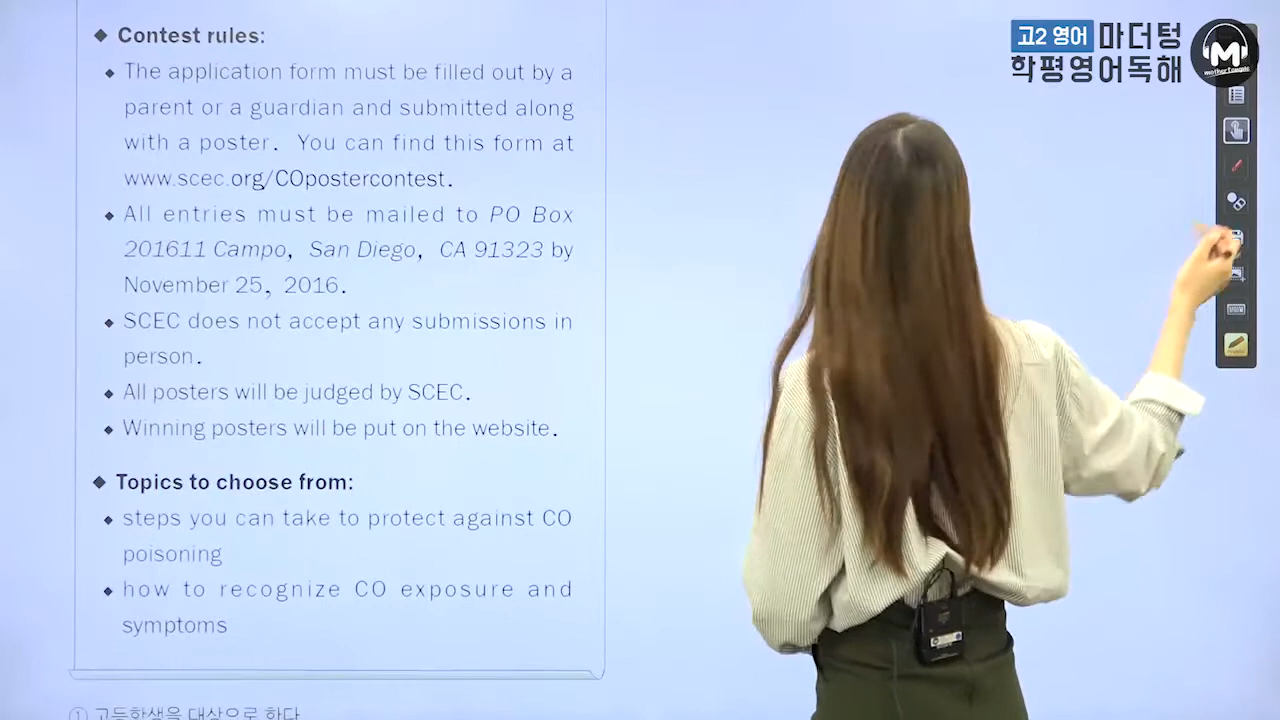 ◆ Contest rules:
◆ The application form must be filled out by a
parent or a guardian and submitted along
with a poster. You can find this form at
www.scec.org/COpostercontest.
◆ All entries must be mailed to PO Box
201611 Campo, San Diego, CA 91323 by
November 25, 2016.
◆ SCEC does not accept any submissions in
person.
◆ All posters will be judged by SCEC.
◆ Winning posters will be put on the website.
◆ Topics to choose from:
◆ steps you can take to protect against CO
poisoning
◆ how to recognize CO exposure and
symptoms
① 고등학생을 대상으로 한다
고2 영어 마더텅
학평영어독해
M
mother tongue